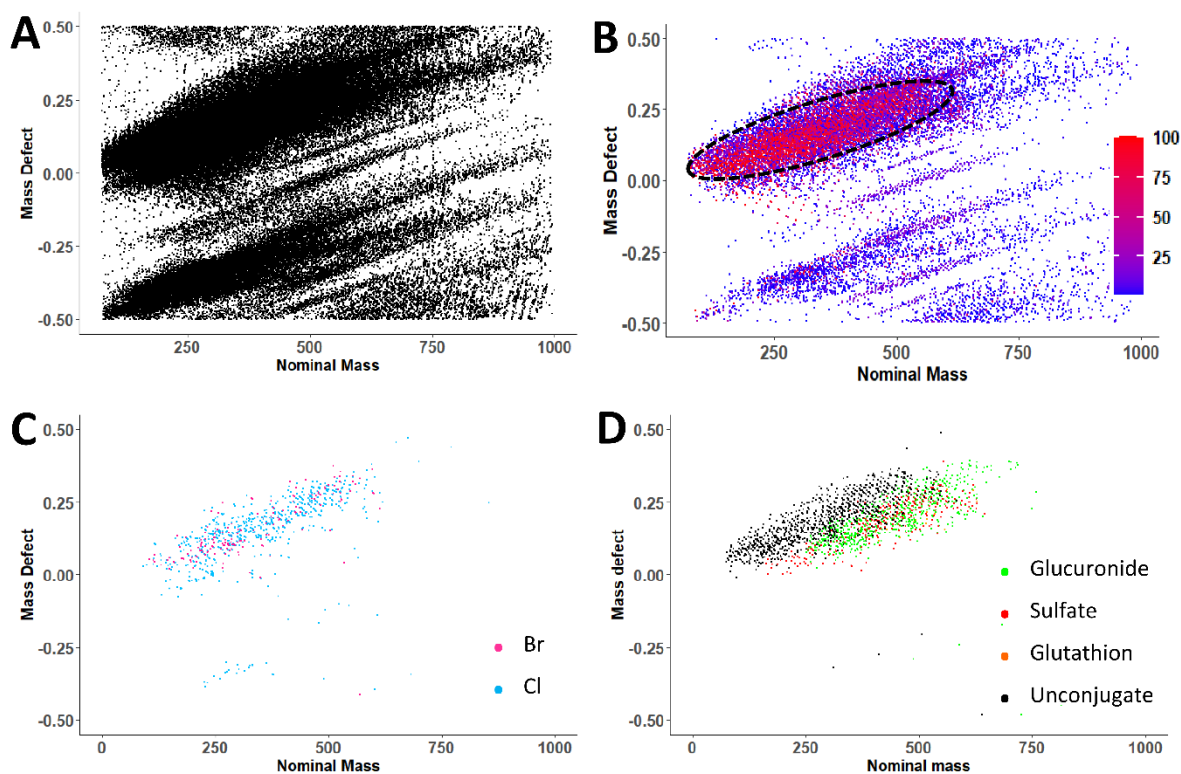 A
0.50
0.25
0.00
-0.25
-0.50
Mass Defect
250
500
750
1000
Nominal Mass
B
0.50
0.25
0.00
-0.25
-0.50
Mass Defect
100
75
50
25
250
500
750
1000
Nominal Mass
C
0.50
0.25
0.00
-0.25
-0.50
Mass Defect
Br
Cl
0
250
500
750
1000
Nominal Mass
D
0.50
0.25
0.00
-0.25
-0.50
Mass defect
Glucuronide
Sulfate
Glutathion
Unconjugate
0
250
500
750
1000
Nominal mass